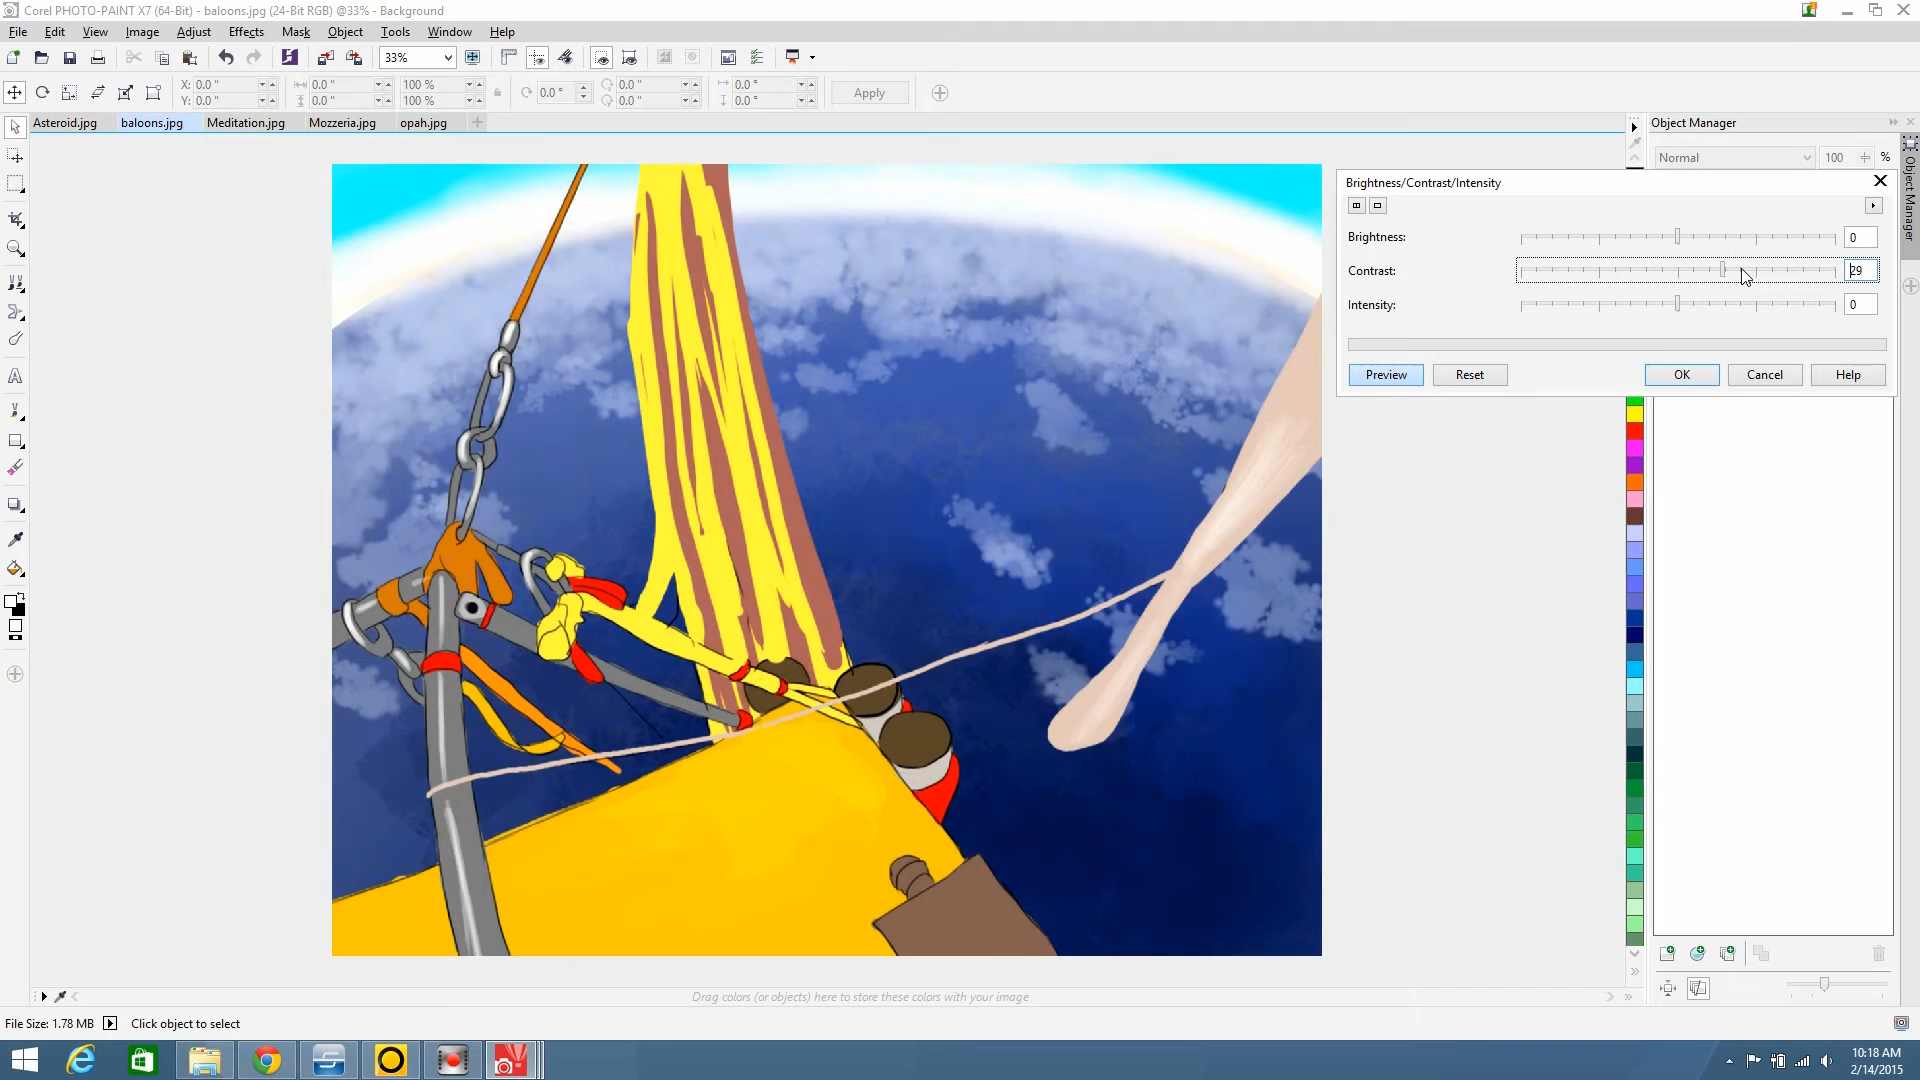 Corel PHOTO-PAINT X7 (64-Bit) - baloons.jpg (24-Bit RGB) @33% - Background
File Edit View Image Adjust Effects Mask Object Tools Window Help
33%
X: 0.0 " 0.0 " 100 % 0.0 ° 0.0 " 0.0 °
Y: 0.0 " 0.0 " 100 % 0.0 " 0.0 °
Apply
Asteroid.jpg baloons.jpg Meditation.jpg Mozzeria.jpg opah.jpg
Object Manager
Normal 100 %
Object Manager
Brightness/Contrast/Intensity
Brightness: 0
Contrast: 29
Intensity: 0
Preview Reset OK Cancel Help
Drag colors (or objects) here to store these colors with your image
File Size: 1.78 MB Click object to select
10:18 AM
2/14/2015